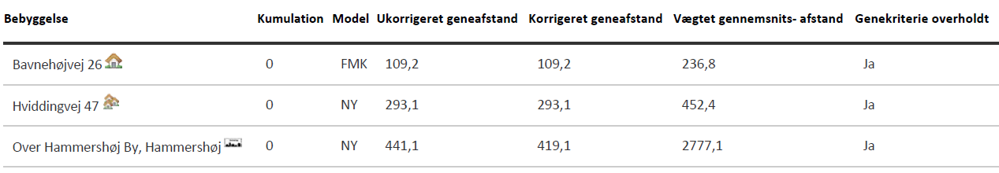 Bebyggelse Kumulation Model Ukorrigeret geneafstand Korrigeret geneafstand Vægtet gennemsnits- afstand Genekriterie overholdt
Bavnehøjvej 26 0 FMK 109,2 109,2 236,8 Ja
Hviddingvej 47 0 NY 293,1 293,1 452,4 Ja
Over Hammershøj By, Hammershøj 0 NY 441,1 419,1 2777,1 Ja